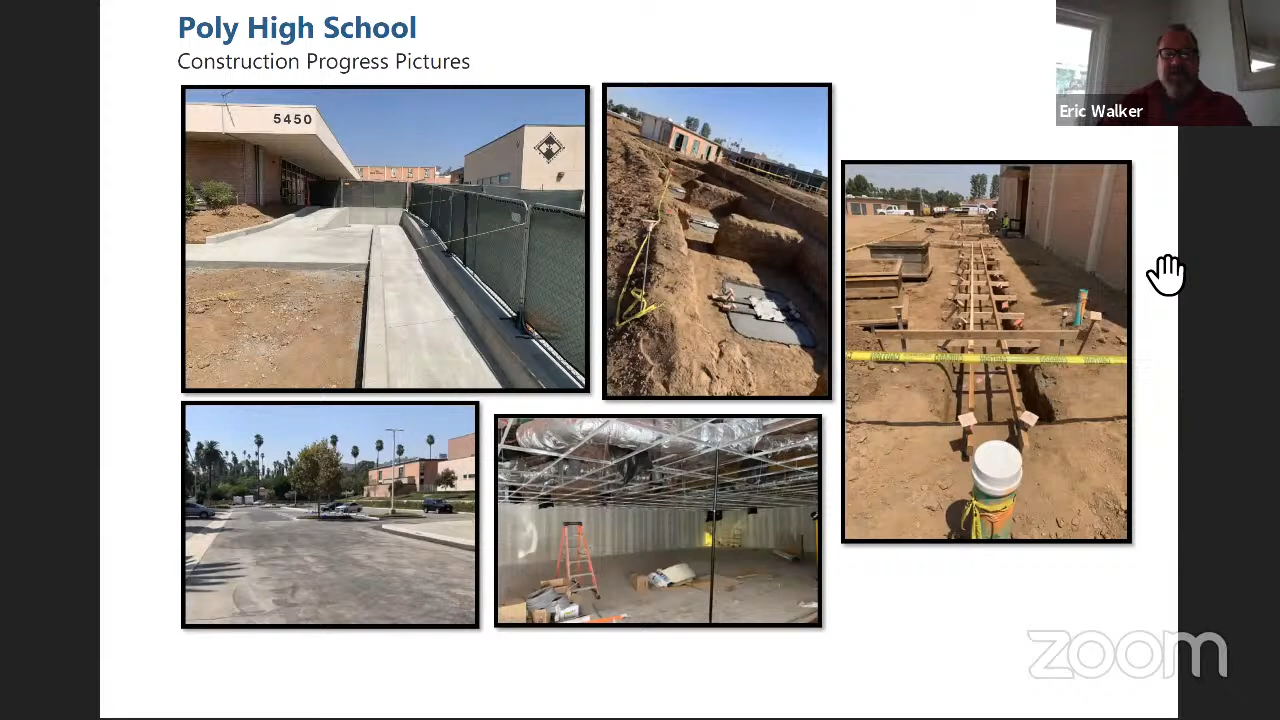 Poly High School
Construction Progress Pictures
Eric Walker
5450
zoom